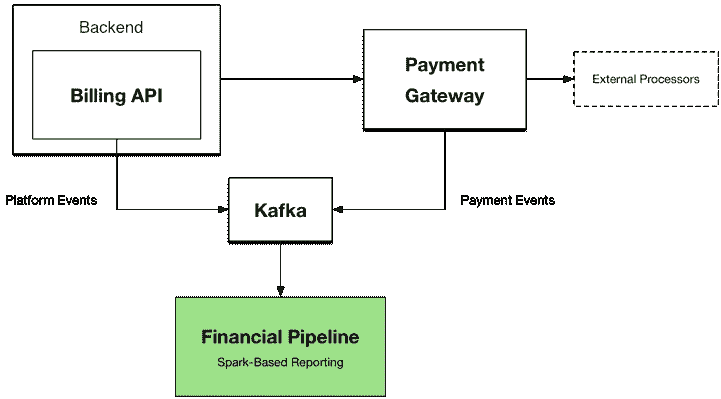 Backend
Billing API
Payment
Gateway
External Processors
Platform Events
Kafka
Payment Events
Financial Pipeline
Spark-Based Reporting